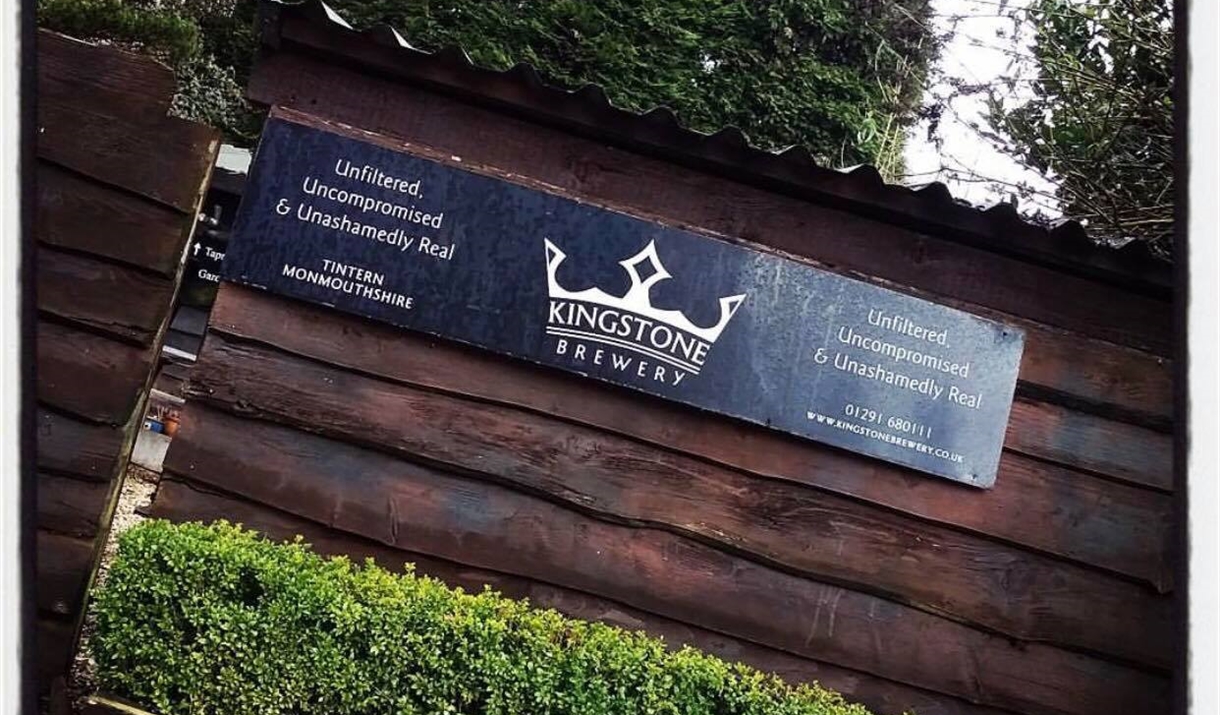 Unfiltered,
Uncompromised
& Unashamedly Real
TINTERN
MONMOUTHSHIRE
KINGSTONE
BREWERY
Unfiltered,
Uncompromised
& Unashamedly Real
01291 680111
WWW.KINGSTONEBREWERY.CO.UK